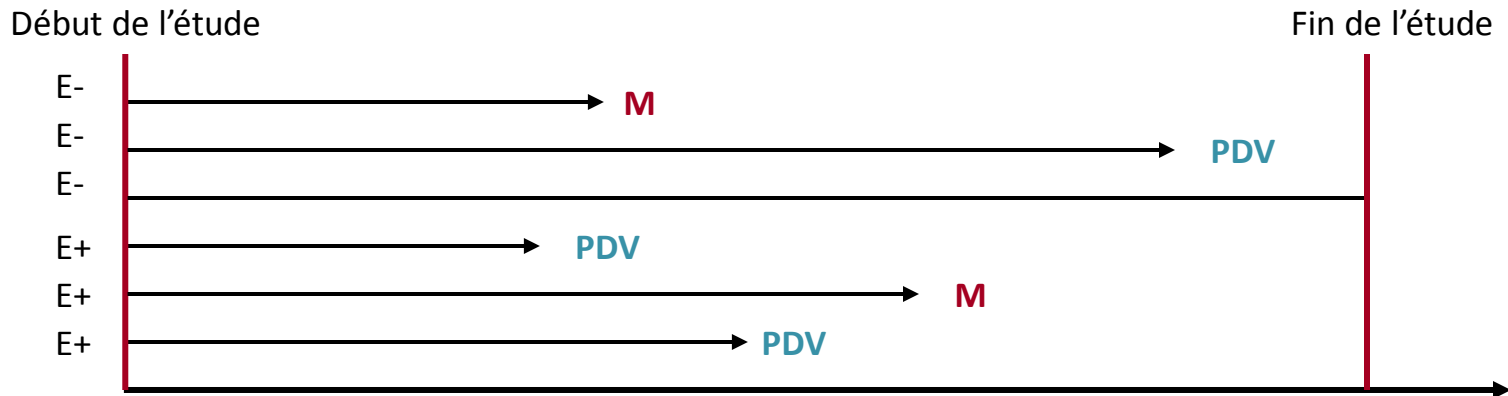 Début de l’étude
Fin de l’étude
E-
M
E-
PDV
E-
E+
PDV
E+
M
E+
PDV